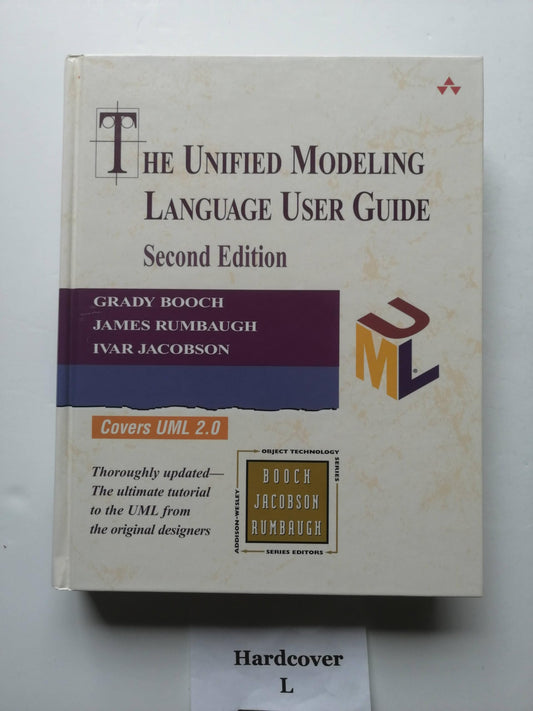 THE UNIFIED MODELING
LANGUAGE USER GUIDE
Second Edition
GRADY BOOCH
JAMES RUMBAUGH
IVAR JACOBSON
UML®
Covers UML 2.0
Thoroughly updated—
The ultimate tutorial
to the UML from
the original designers
ADDISON-WESLEY
OBJECT TECHNOLOGY
SERIES
BOOCH
JACOBSON
RUMBAUGH
SERIES EDITORS
Hardcover
L